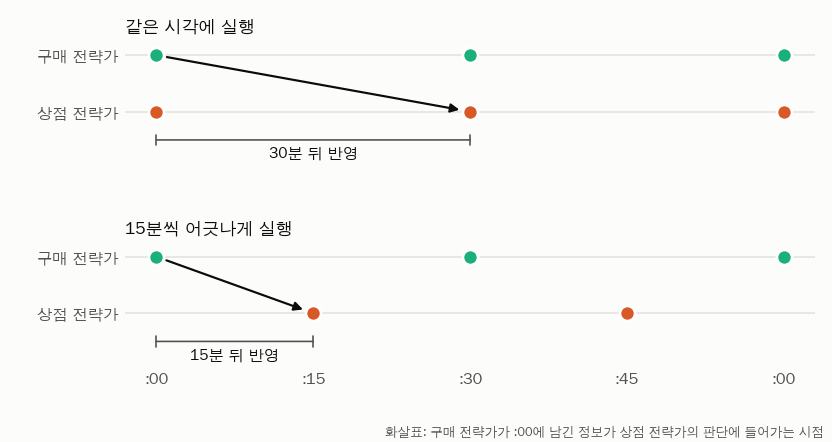 같은 시각에 실행
구매 전략가
상점 전략가
30분 뒤 반영
15분씩 어긋나게 실행
구매 전략가
상점 전략가
15분 뒤 반영
:00 :15 :30 :45 :00
화살표: 구매 전략가가 :00에 남긴 정보가 상점 전략가의 판단에 들어가는 시점